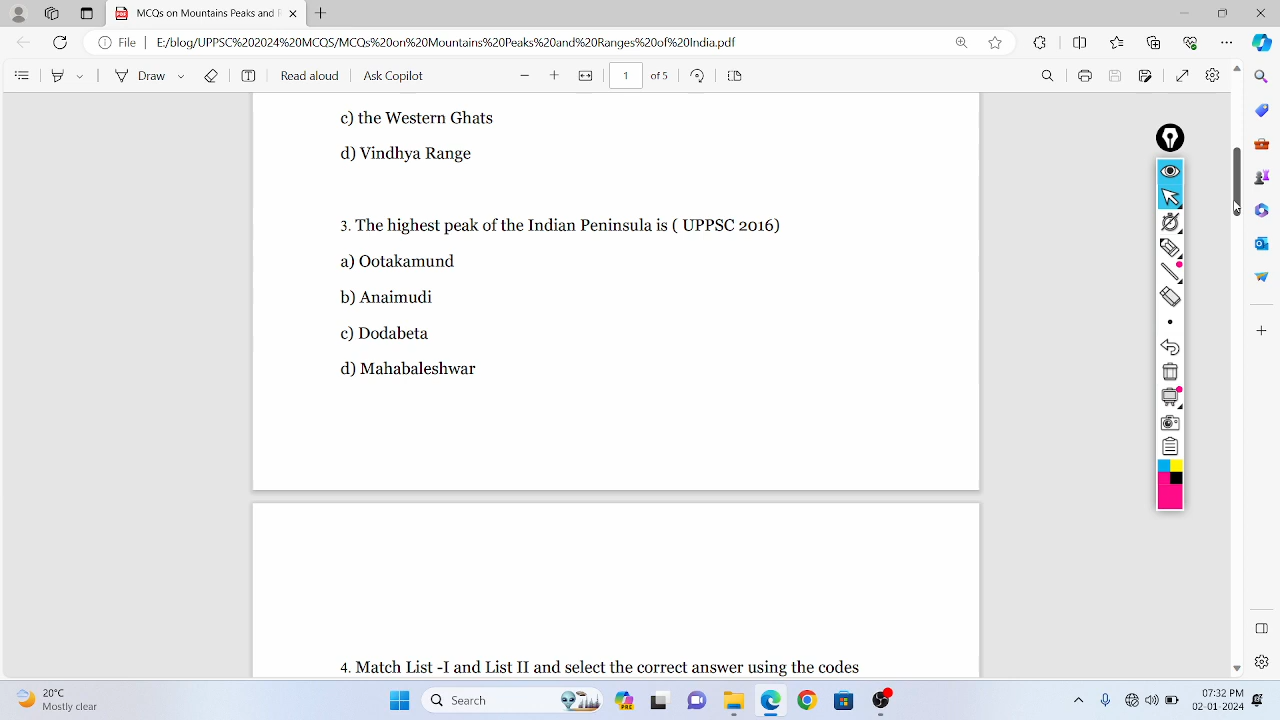 MCQs on Mountains Peaks and
File
E:/blog/UPPSC%202024%20MCQS/MCQs%20on%20Mountains%20Peaks%20and%20Ranges%20of%20India.pdf
Draw
Read aloud
Ask Copilot
1
of 5
c) the Western Ghats
d) Vindhya Range
3. The highest peak of the Indian Peninsula is ( UPPSC 2016)
a) Ootakamund
b) Anaimudi
c) Dodabeta
d) Mahabaleshwar
4. Match List -I and List II and select the correct answer using the codes
20°C
Mostly clear
Search
07:32 PM
02-01-2024